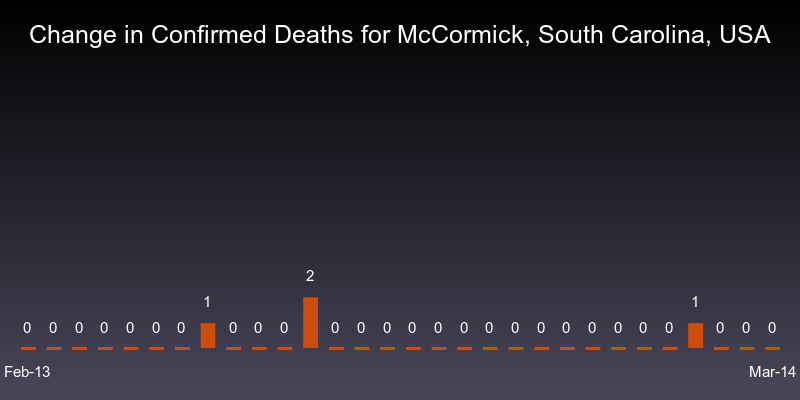 Change in Confirmed Deaths for McCormick, South Carolina, USA
2
1 1
0 0 0 0 0 0 0 0 0 0 0 0 0 0 0 0 0 0 0 0 0 0 0 0 0 0 0
Feb-13 Mar-14